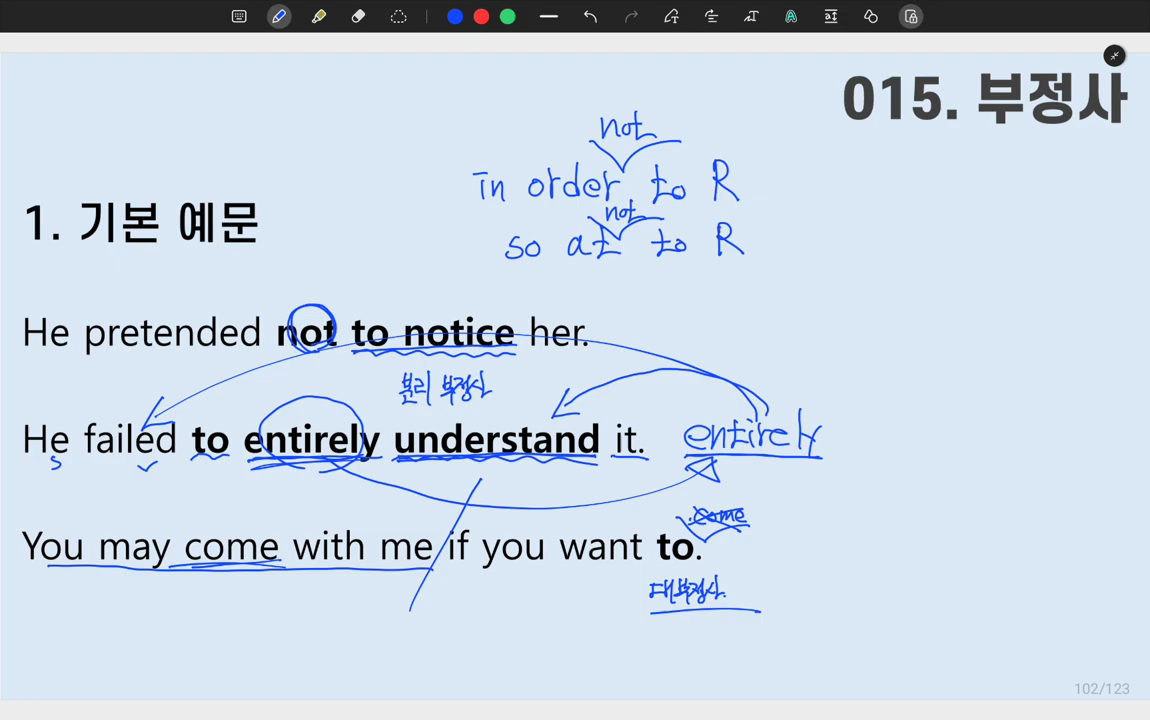 015. 부정사
not
in order to R
not
so as to R
1. 기본 예문
He pretended not to notice her.
분리 부정사
He failed to entirely understand it. entirely
s v
come
You may come with me if you want to.
대부정사
102/123